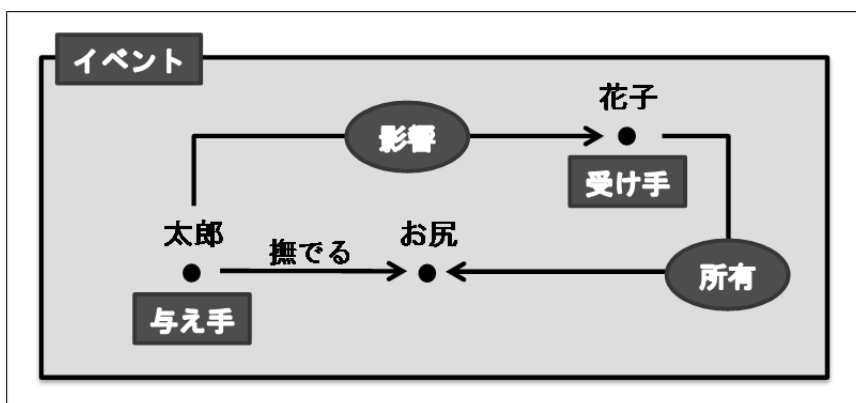 イベント
花子
影響
受け手
太郎
撫でる
お尻
所有
与え手